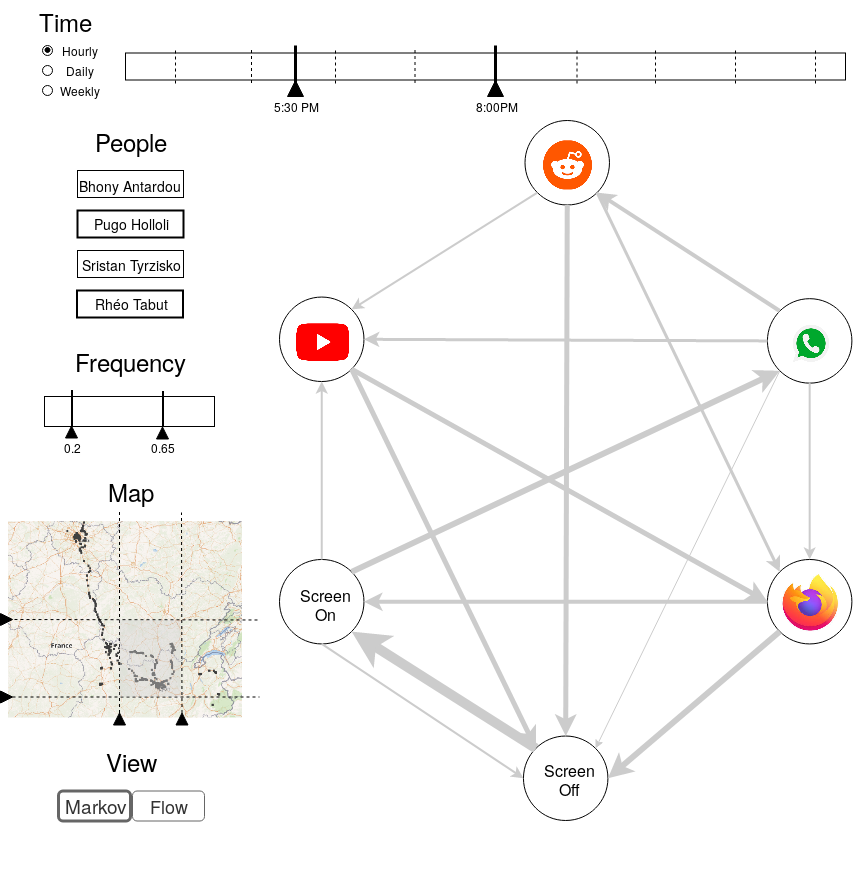 Time
Hourly
Daily
Weekly
5:30 PM
8:00PM
People
Bhony Antardou
Pugo Holloli
Sristan Tyrzisko
Rhéo Tabut
Frequency
0.2
0.65
Map
France
View
Markov
Flow
Screen
On
Screen
Off